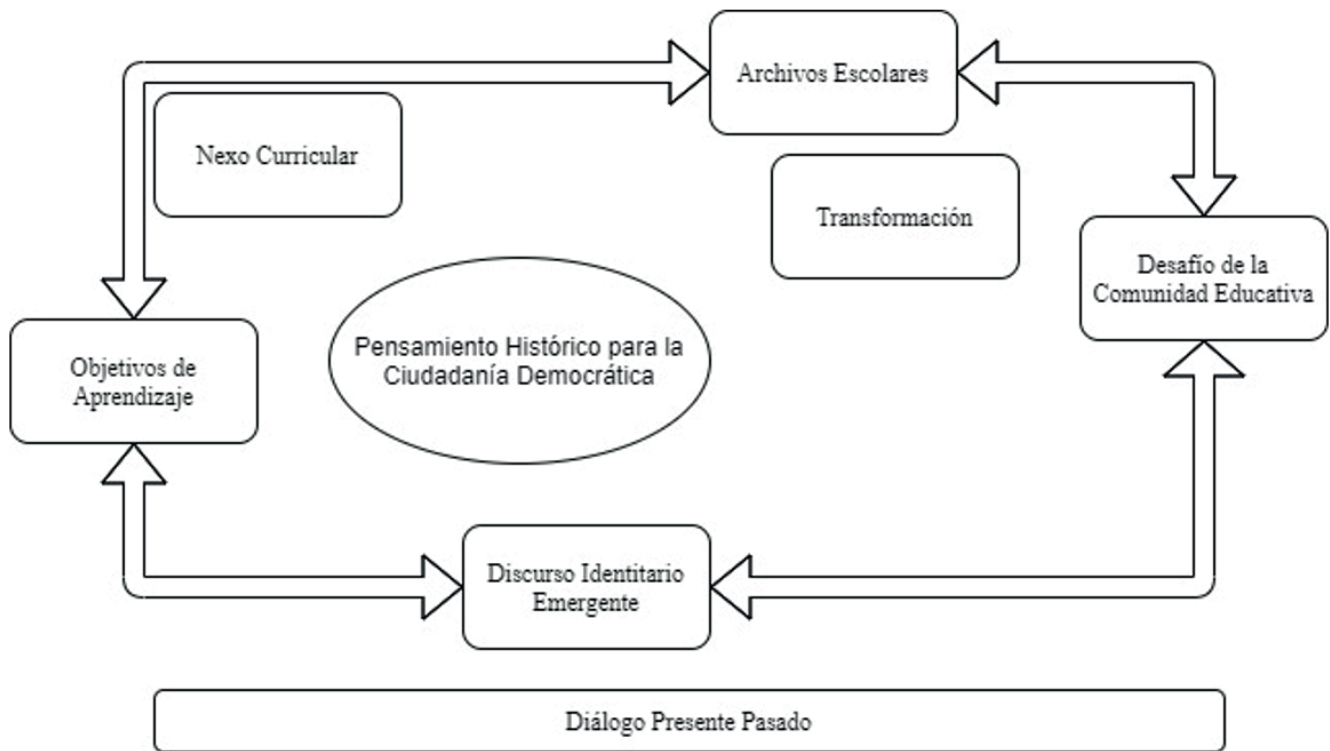 Archivos Escolares
Nexo Curricular
Transformación
Desafío de la
Comunidad Educativa
Pensamiento Histórico para la
Ciudadanía Democrática
Objetivos de
Aprendizaje
Discurso Identitario
Emergente
Diálogo Presente Pasado